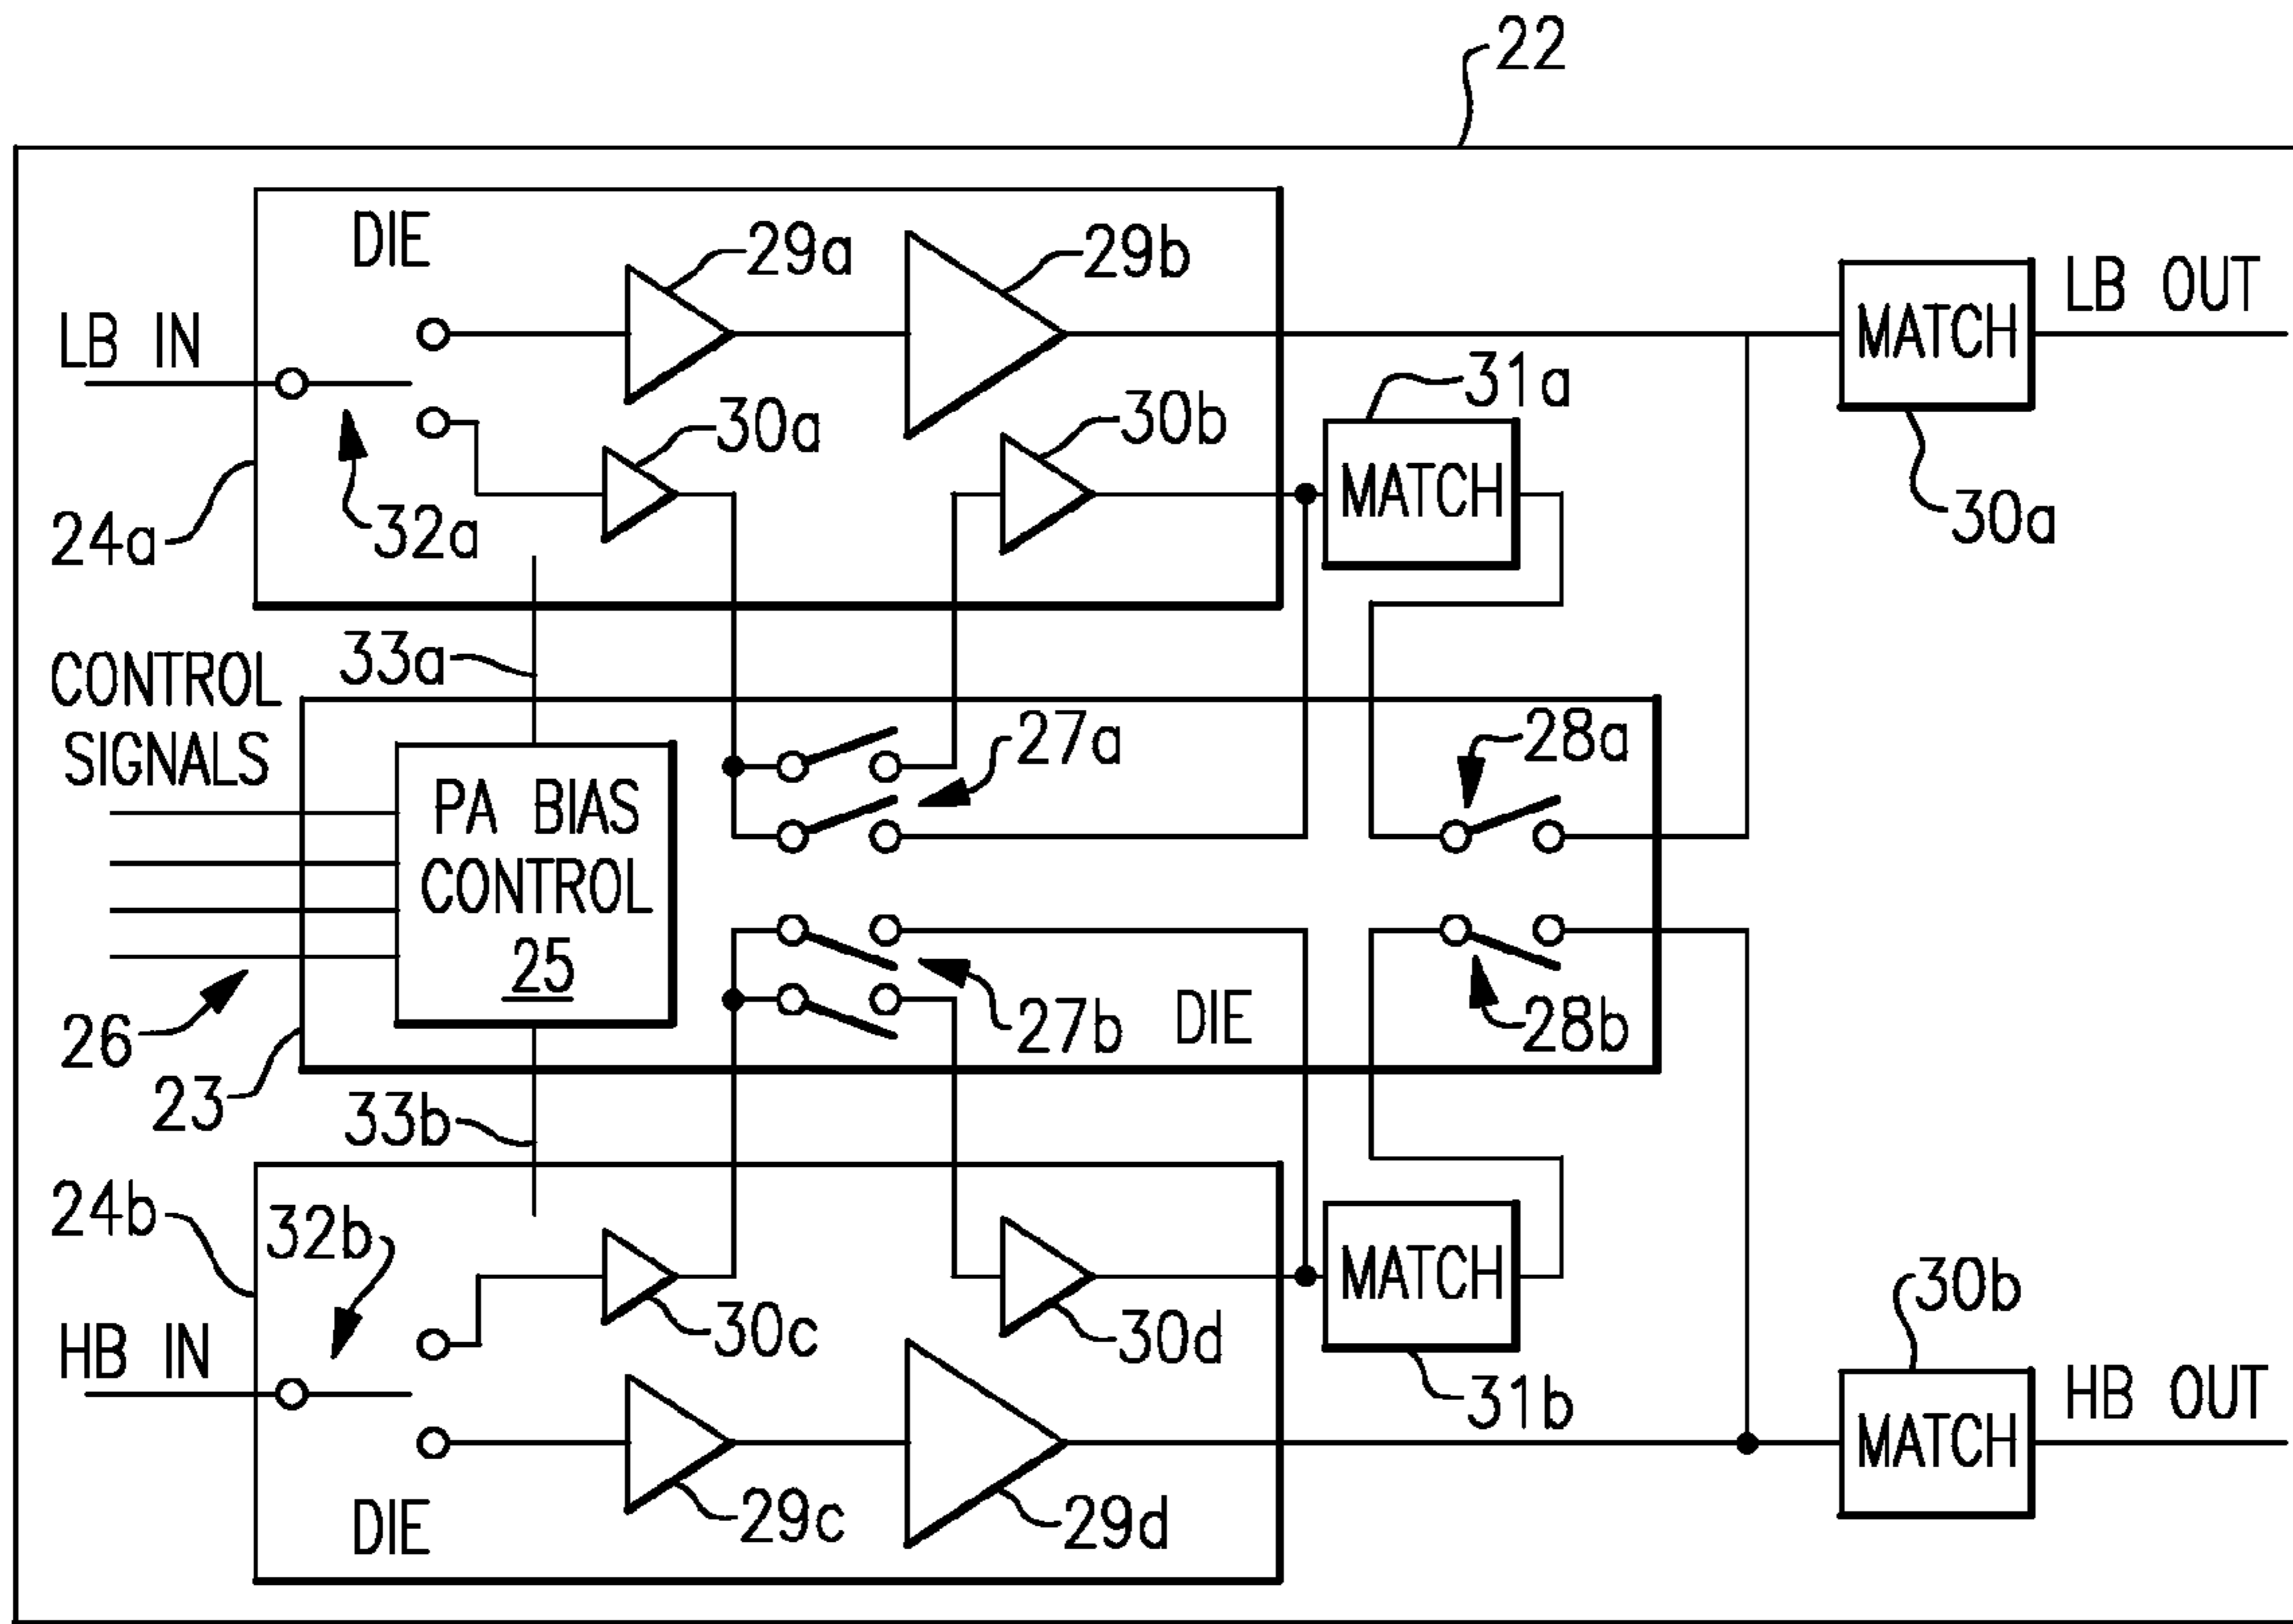 22
DIE
29a
29b
LB IN
LB OUT
MATCH
30a
30b
31a
MATCH
30a
24a
32a
33a
CONTROL
SIGNALS
27a
28a
PA BIAS
CONTROL
25
26
27b
DIE
28b
23
33b
24b
32b
MATCH
30b
HB IN
30c
30d
31b
MATCH
HB OUT
29c
29d
DIE